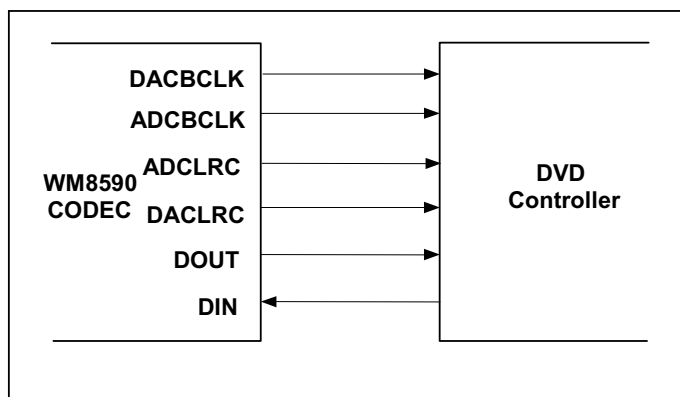 DACBCLK
ADCBCLK
ADCLRC
WM8590
CODEC
DACLRC
DOUT
DIN
DVD
Controller